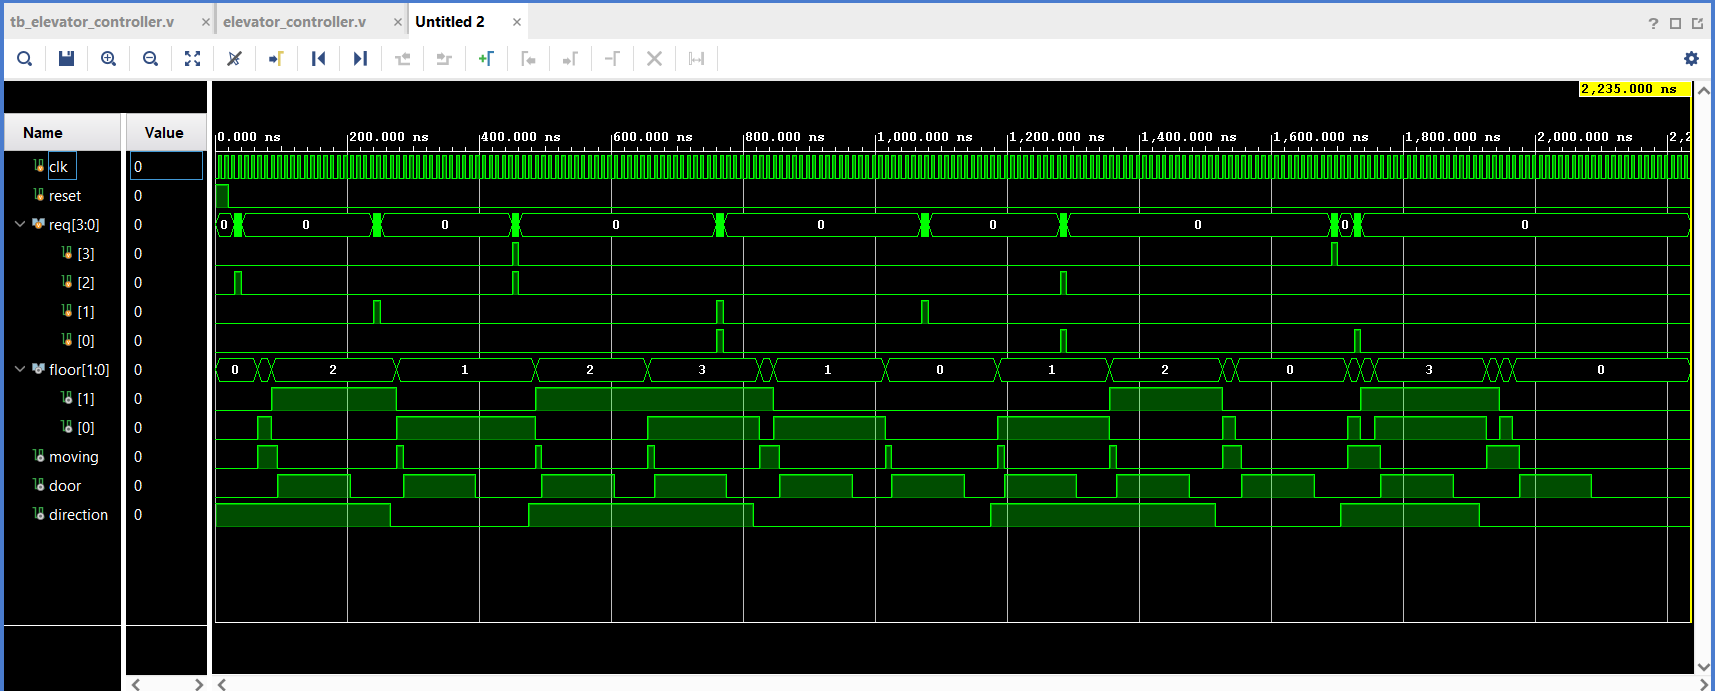 tb_elevator_controller.v × elevator_controller.v × Untitled 2 ×
?
2,235.000 ns
Name Value
0.000 ns 200.000 ns 400.000 ns 600.000 ns 800.000 ns 1,000.000 ns 1,200.000 ns 1,400.000 ns 1,600.000 ns 1,800.000 ns 2,000.000 ns 2,2
clk 0
reset 0
req[3:0] 0 0 0 0 0 0 0 0 0 0
[3] 0
[2] 0
[1] 0
[0] 0
floor[1:0] 0 0 2 1 2 3 1 0 1 2 0 3 0
[1] 0
[0] 0
moving 0
door 0
direction 0